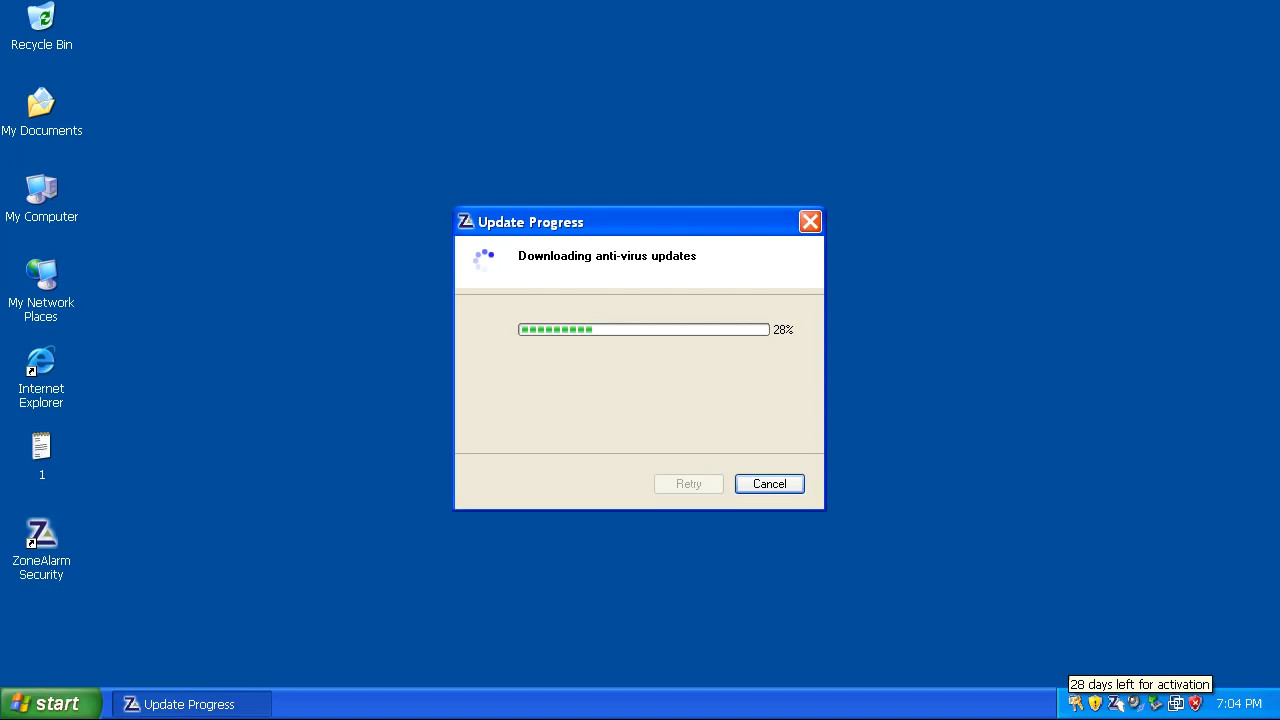 Recycle Bin
My Documents
My Computer
My Network
Places
Internet
Explorer
1
ZoneAlarm
Security
Update Progress
Downloading anti-virus updates
28%
Retry
Cancel
28 days left for activation
start
Update Progress
7:04 PM